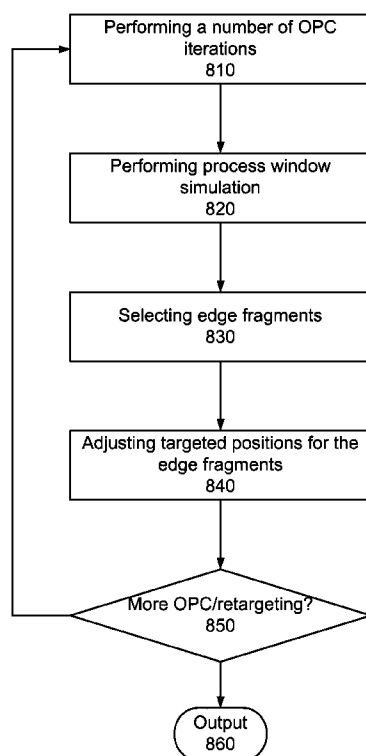 Performing a number of OPC
iterations
810
Performing process window
simulation
820
Selecting edge fragments
830
Adjusting targeted positions for the
edge fragments
840
More OPC/retargeting?
850
Output
860